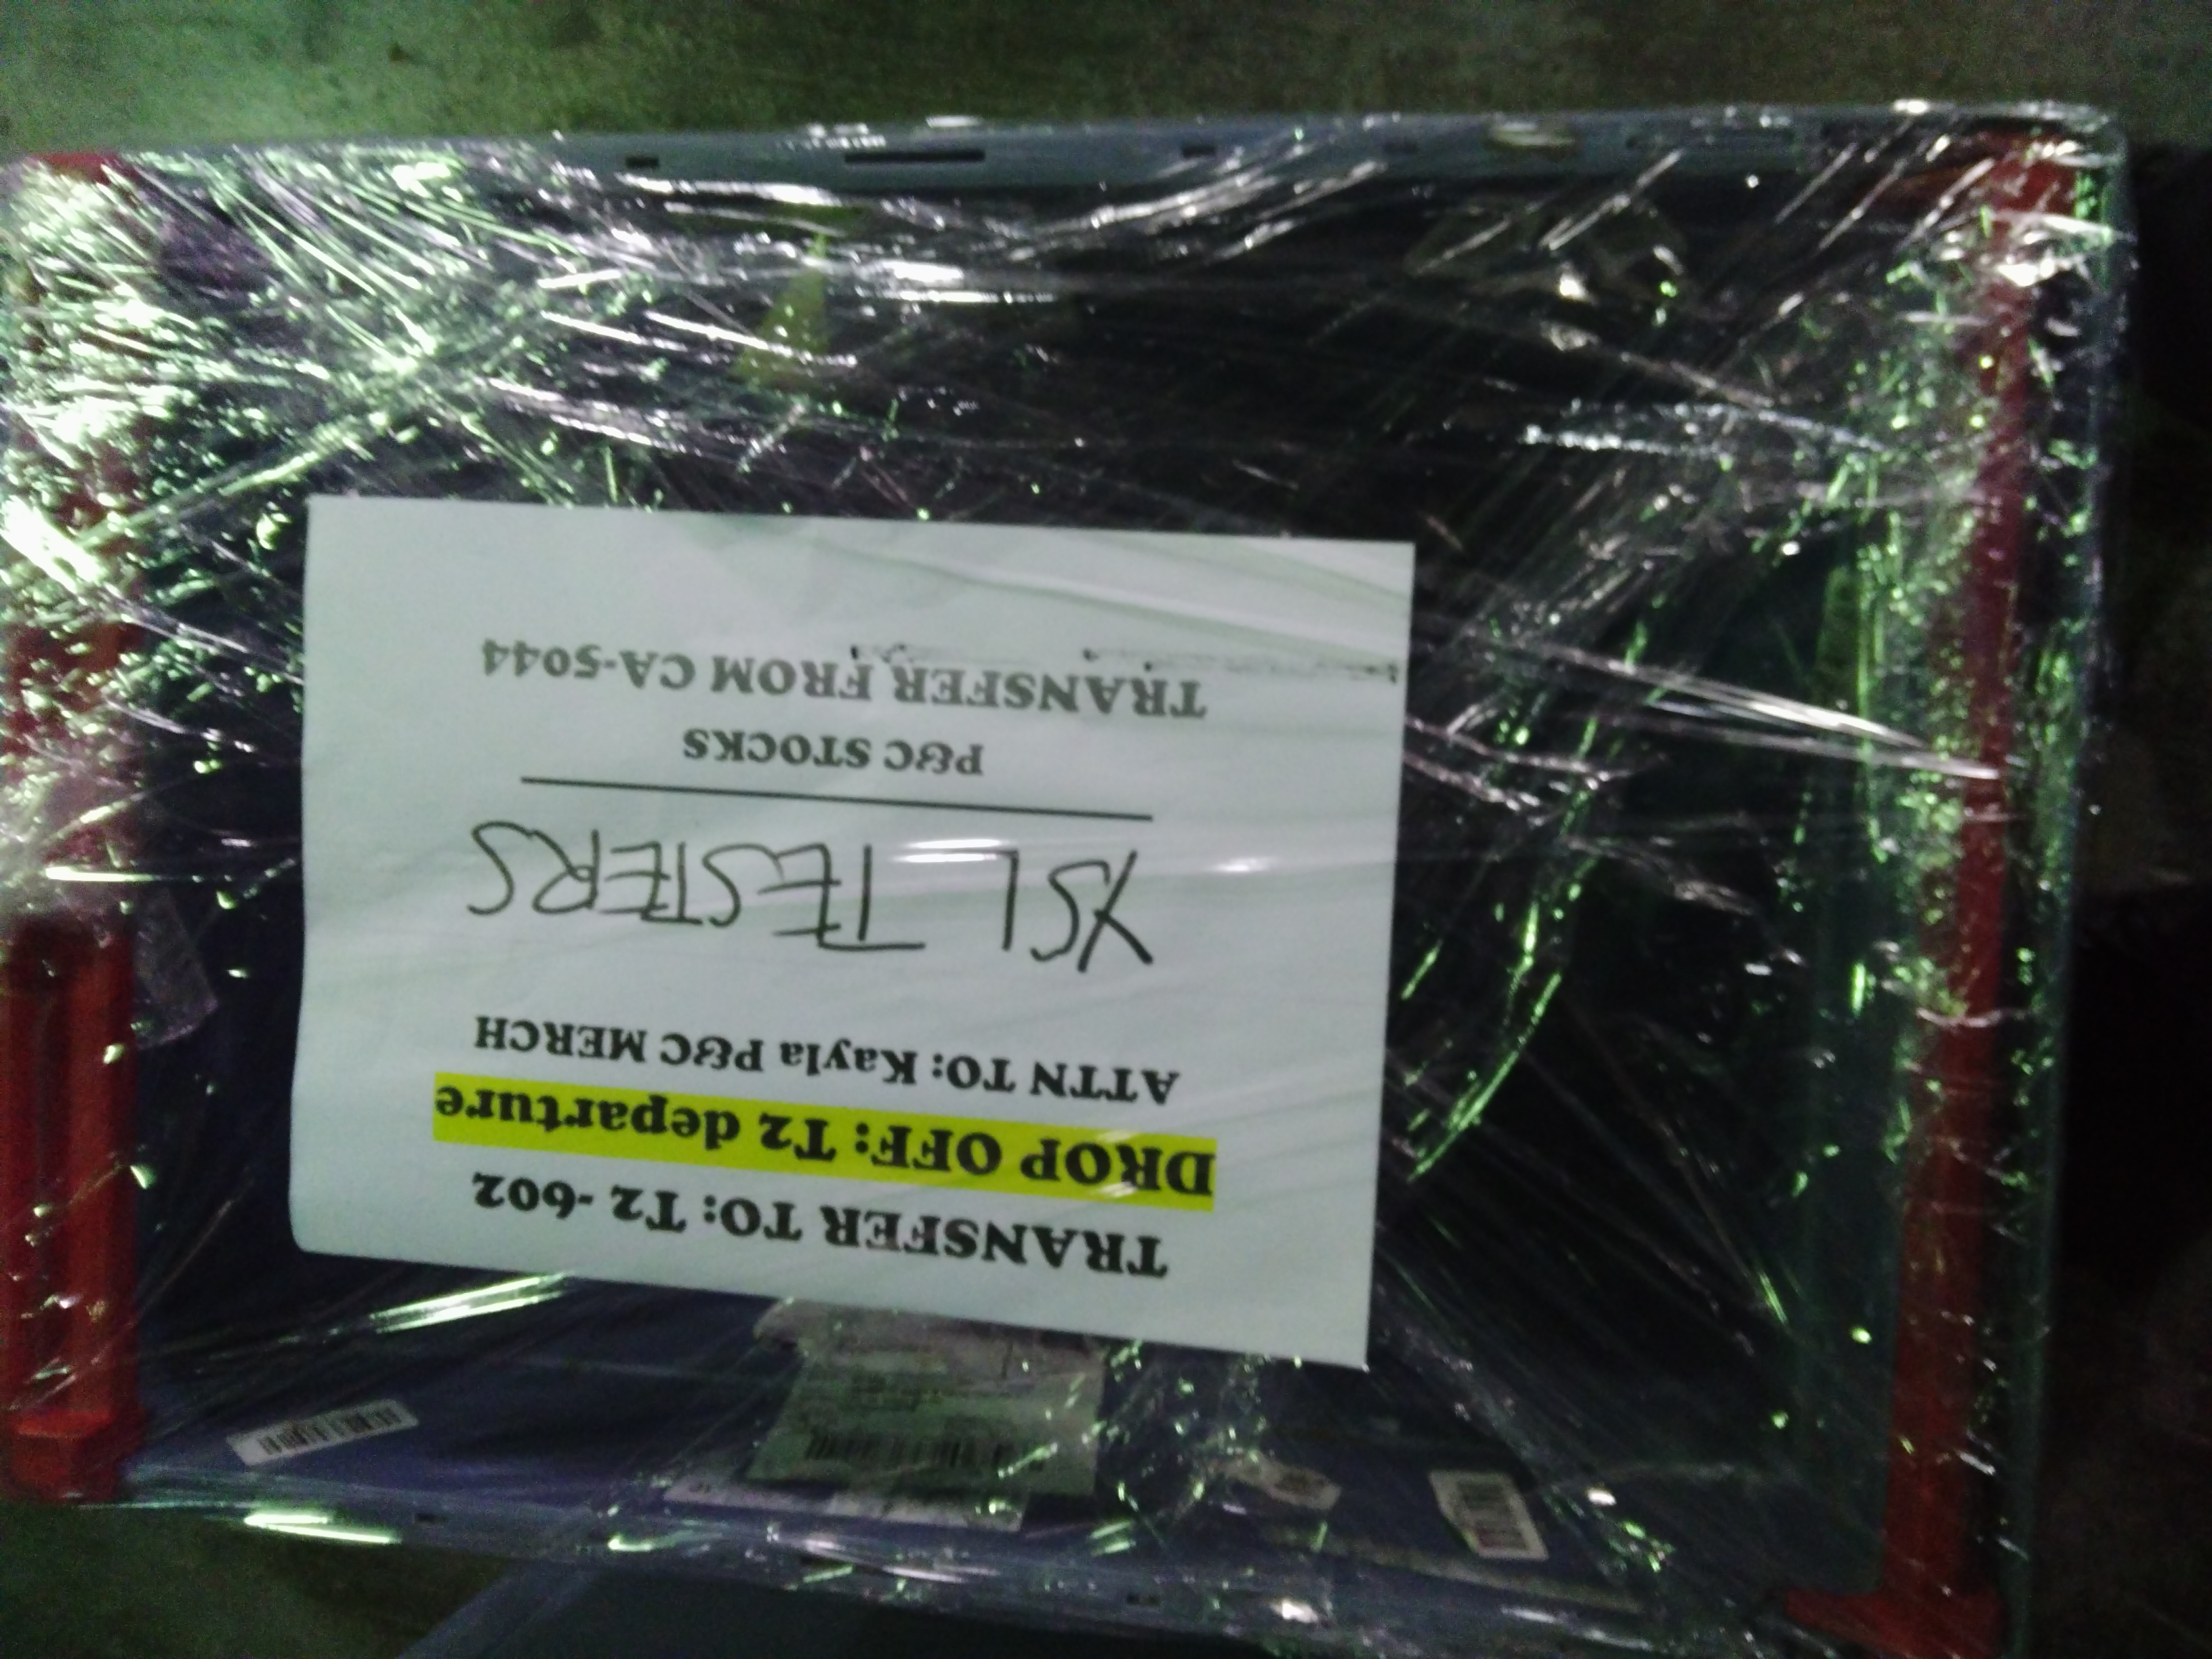 TRANSFER TO: T2 -602
DROP OFF: T2 departure
ATTN TO: Kayla P&C MERCH
YSL TESTERS
P&C STOCKS
TRANSFER FROM CA-5044